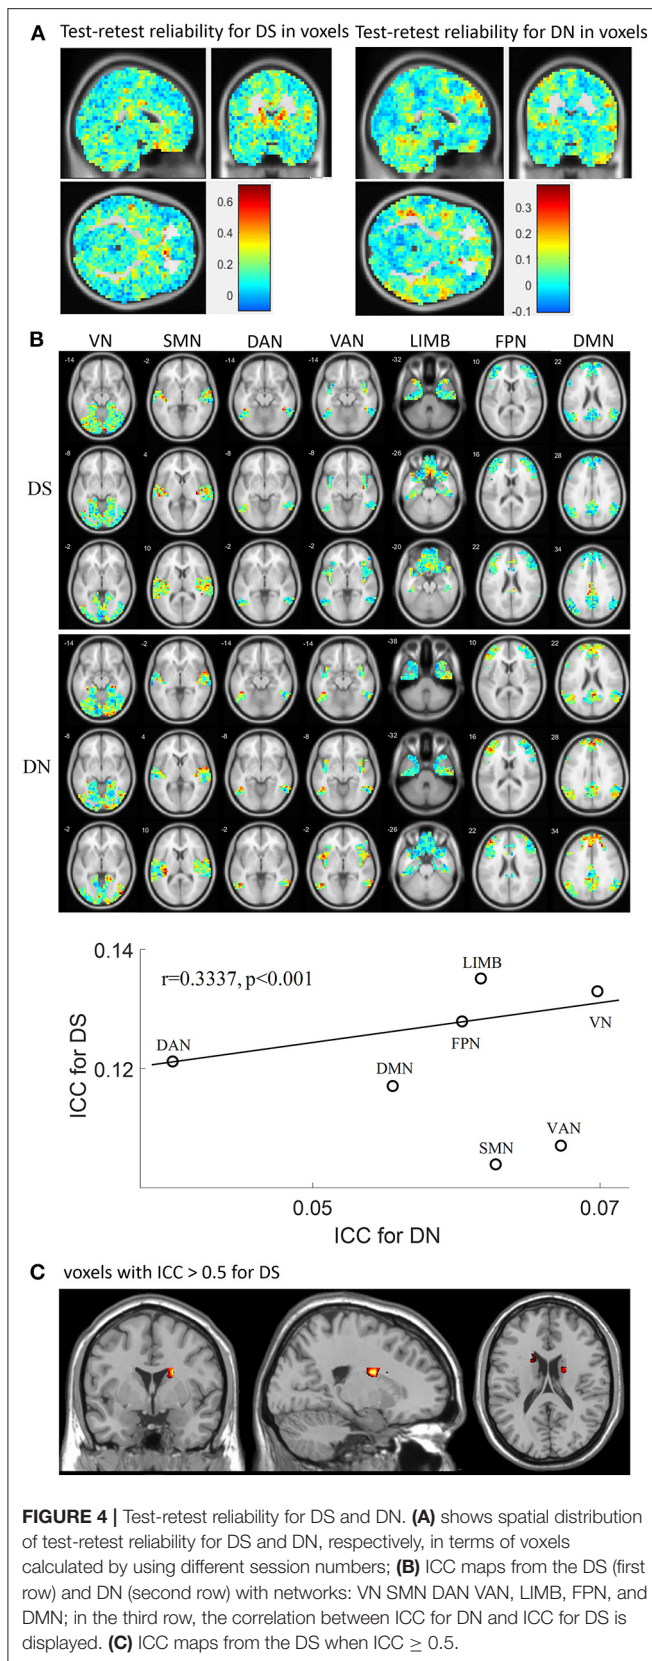 A Test-retest reliability for DS in voxels Test-retest reliability for DN in voxels
0.6
0.4
0.2
0
0.3
0.2
0.1
0
-0.1
B VN SMN DAN VAN LIMB FPN DMN
-14 -2 -14 -14 -32 10 22
DS
-8 4 -8 -8 -26 16 28
-2 10 -2 -2 -20 22 34
-14 -2 -14 -14 -38 10 22
DN
-8 4 -8 -8 -32 16 28
-2 10 -2 -2 -26 22 34
0.14
r=0.3337, p<0.001
LIMB
VN
FPN
DAN
0.12
DMN
VAN
SMN
ICC for DS
0.05 0.07
ICC for DN
C voxels with ICC > 0.5 for DS
FIGURE 4 | Test-retest reliability for DS and DN. (A) shows spatial distribution
of test-retest reliability for DS and DN, respectively, in terms of voxels
calculated by using different session numbers; (B) ICC maps from the DS (first
row) and DN (second row) with networks: VN SMN DAN VAN, LIMB, FPN, and
DMN; in the third row, the correlation between ICC for DN and ICC for DS is
displayed. (C) ICC maps from the DS when ICC ≥ 0.5.